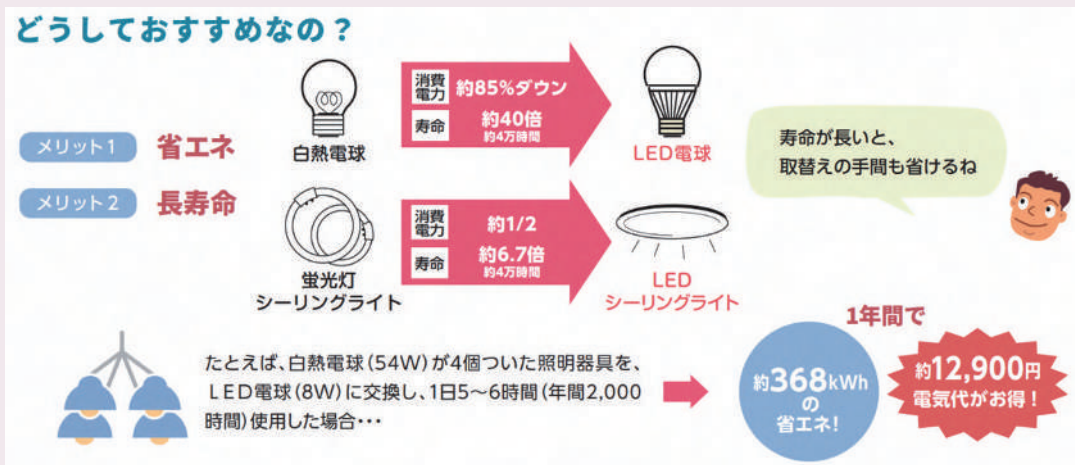 どうしておすすめなの？
メリット1 省エネ
メリット2 長寿命
白熱電球
消費電力 約85%ダウン
寿命 約40倍
約4万時間
LED電球
蛍光灯
シーリングライト
消費電力 約1/2
寿命 約6.7倍
約4万時間
LED
シーリングライト
寿命が長いと、
取替えの手間も省けるね
たとえば、白熱電球(54W)が4個ついた照明器具を、
LED電球(8W)に交換し、1日5〜6時間(年間2,000
時間)使用した場合･･･
1年間で
約368kWh
の
省エネ!
約12,900円
電気代がお得！